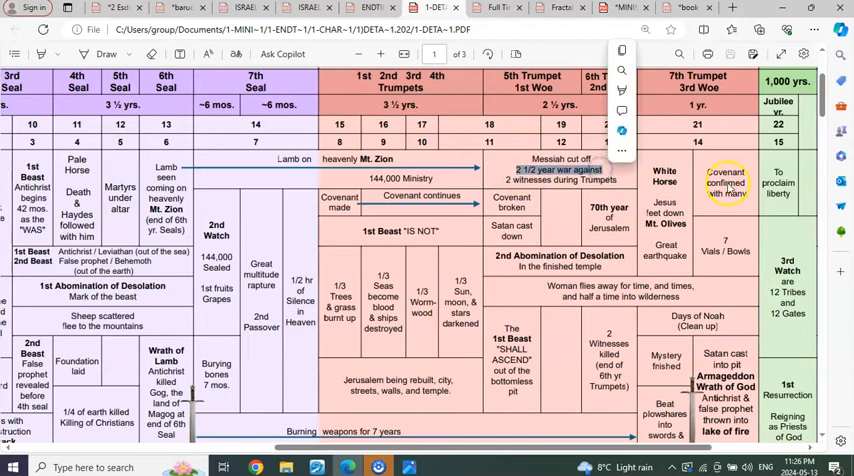 Sign in
*2 Esd
*baruc
ISRAEL
ISRAEL
ENDTI
1-DETA
Full Tin
Fractal
*MINIS
*book
File
C:/Users/group/Documents/1-MINI~1/1-ENDT~1/1-CHAR~1/1)DETA~1.202/1-DETA~1.PDF
Draw
Ask Copilot
1
of 3
3rd
Seal
4th
Seal
5th
Seal
6th
Seal
7th
Seal
1st 2nd 3rd 4th
Trumpets
5th Trumpet
1st Woe
6th T
2nd
7th Trumpet
3rd Woe
1,000 yrs.
rs.
3 ½ yrs.
~6 mos.
~6 mos.
3 ½ yrs.
2 ½ yrs.
1 yr.
Jubilee
yr.
10
11
12
13
14
15
16
17
18
19
21
22
3
4
5
6
7
8
9
10
11
12
14
15
1st
Beast
Antichrist
begins
42 mos.
as the
"WAS"
Pale
Horse
Death
&
Haydes
followed
with him
Martyrs
under
altar
Lamb
seen
coming on
heavenly
Mt. Zion
(end of
6th yr.
Seals)
Lamb on heavenly Mt. Zion
144,000 Ministry
Messiah cut off
2 1/2 year war against
2 witnesses during Trumpets
White
Horse
Jesus
feet down
Mt. Olives
Great
earthquake
Covenant
confirmed
with many
To
proclaim
liberty
2nd
Watch
144,000
Sealed
1st fruits
Grapes
Great
multitude
rapture
2nd
Passover
1/2 hr
of
Silence
in
Heaven
Covenant
made
Covenant continues
Covenant
broken
Satan cast
down
70th year
of
Jerusalem
1st Beast "IS NOT"
7
Vials / Bowls
1st Beast
2nd Beast
Antichrist / Leviathan (out of the sea)
False prophet / Behemoth
(out of the earth)
2nd Abomination of Desolation
In the finished temple
3rd
Watch
are
12 Tribes
and
12 Gates
1st Abomination of Desolation
Mark of the beast
1/3
Trees
& grass
burnt up
1/3
Seas
become
blood
& ships
destroyed
1/3
Worm-
wood
1/3
Sun,
moon, &
stars
darkened
Woman flies away for time, and times,
and half a time into wilderness
Sheep scattered
flee to the mountains
The
1st Beast
"SHALL
ASCEND"
out of the
bottomless
pit
2
Witnesses
killed
(end of
6th yr
Trumpets)
Days of Noah
(Clean up)
2nd
Beast
False
prophet
revealed
before
4th seal
Foundation
laid
Wrath of
Lamb
Antichrist
killed
Gog, the
land of
Magog at
end of 6th
Seal
Burying
bones
7 mos.
Jerusalem being rebuilt, city,
streets, walls, and temple.
Mystery
fnished
Satan cast
into pit
Armageddon
Wrath of God
Antichrist &
false prophet
thrown into
lake of fire
1st
Resurrection
Reigning
as Priests
of God
1/4 of earth killed
Killing of Christians
Beat
plowshares
into
swords &
s with
Burning weapons for 7 years
Type here to search
8°C Light rain
11:26 PM
2024-05-13